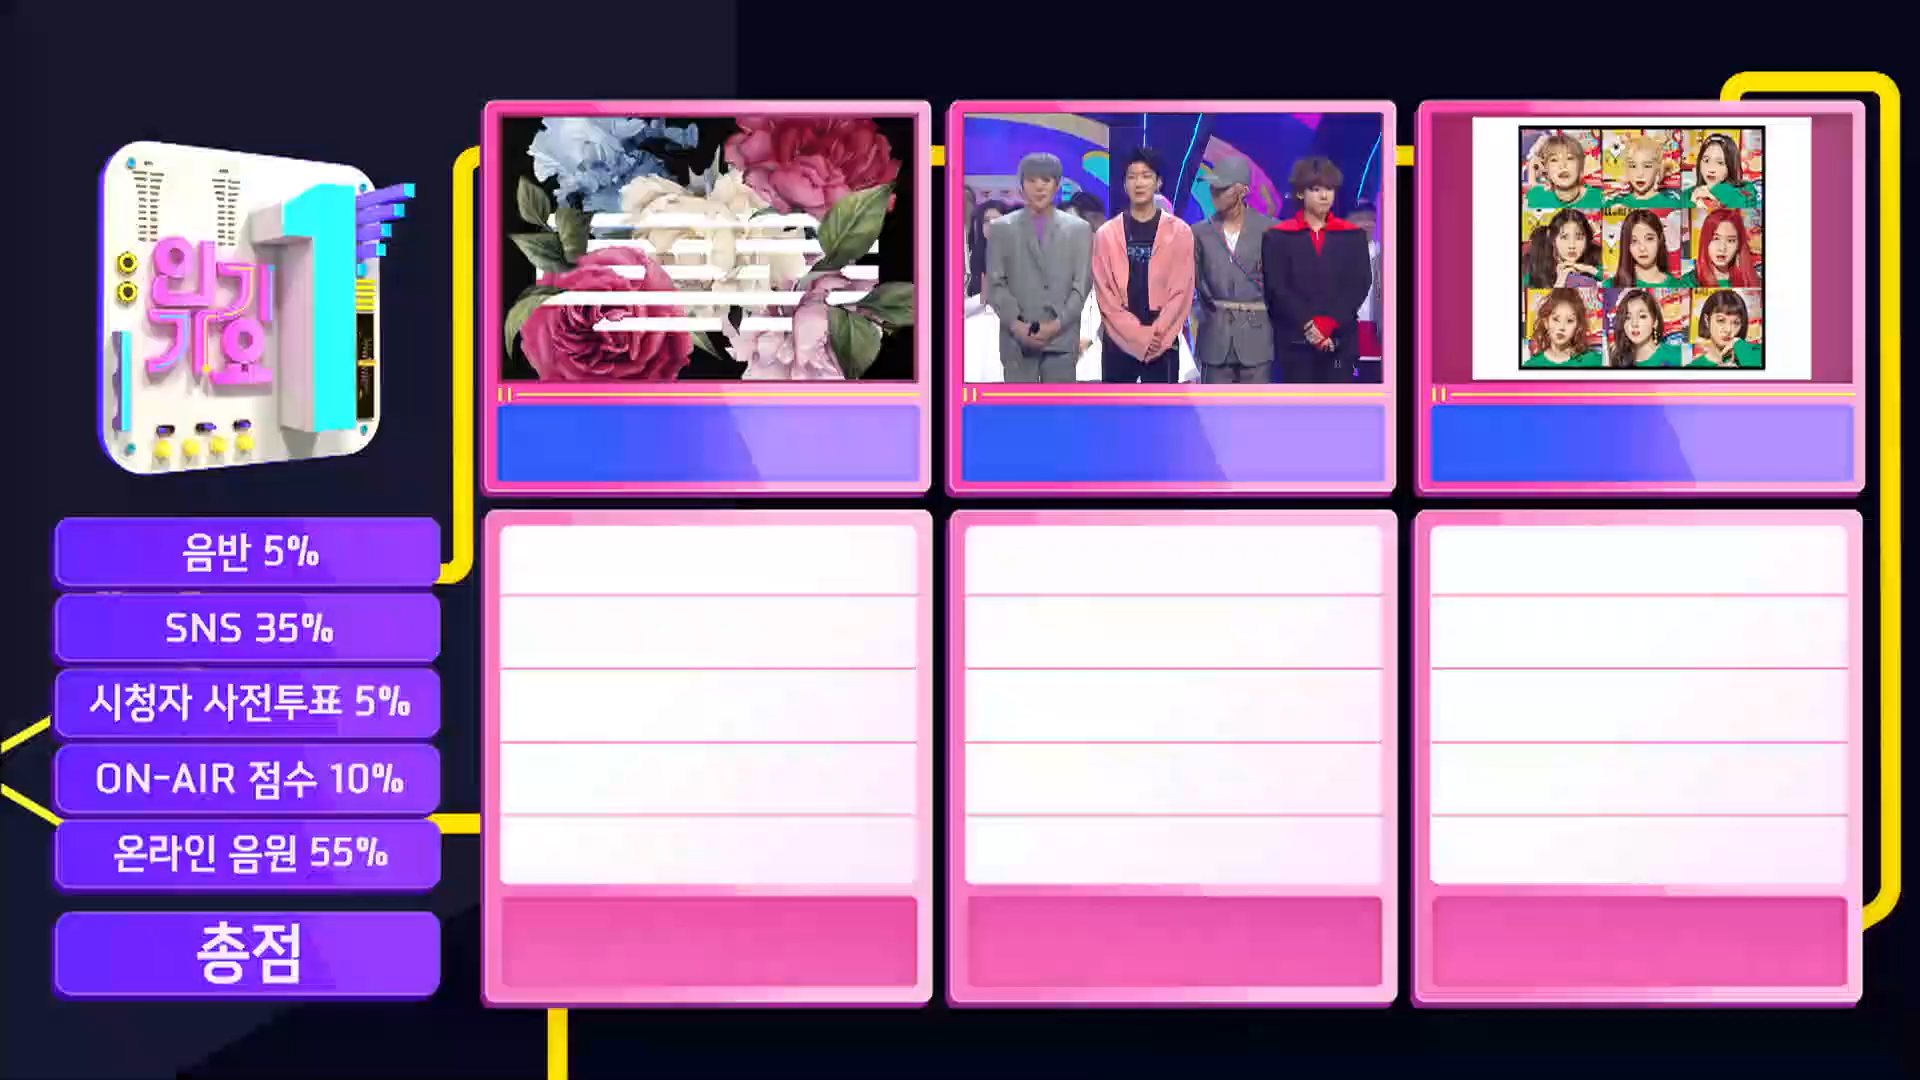 인기가요
1
음반 5%
SNS 35%
시청자 사전투표 5%
ON-AIR 점수 10%
온라인 음원 55%
총점